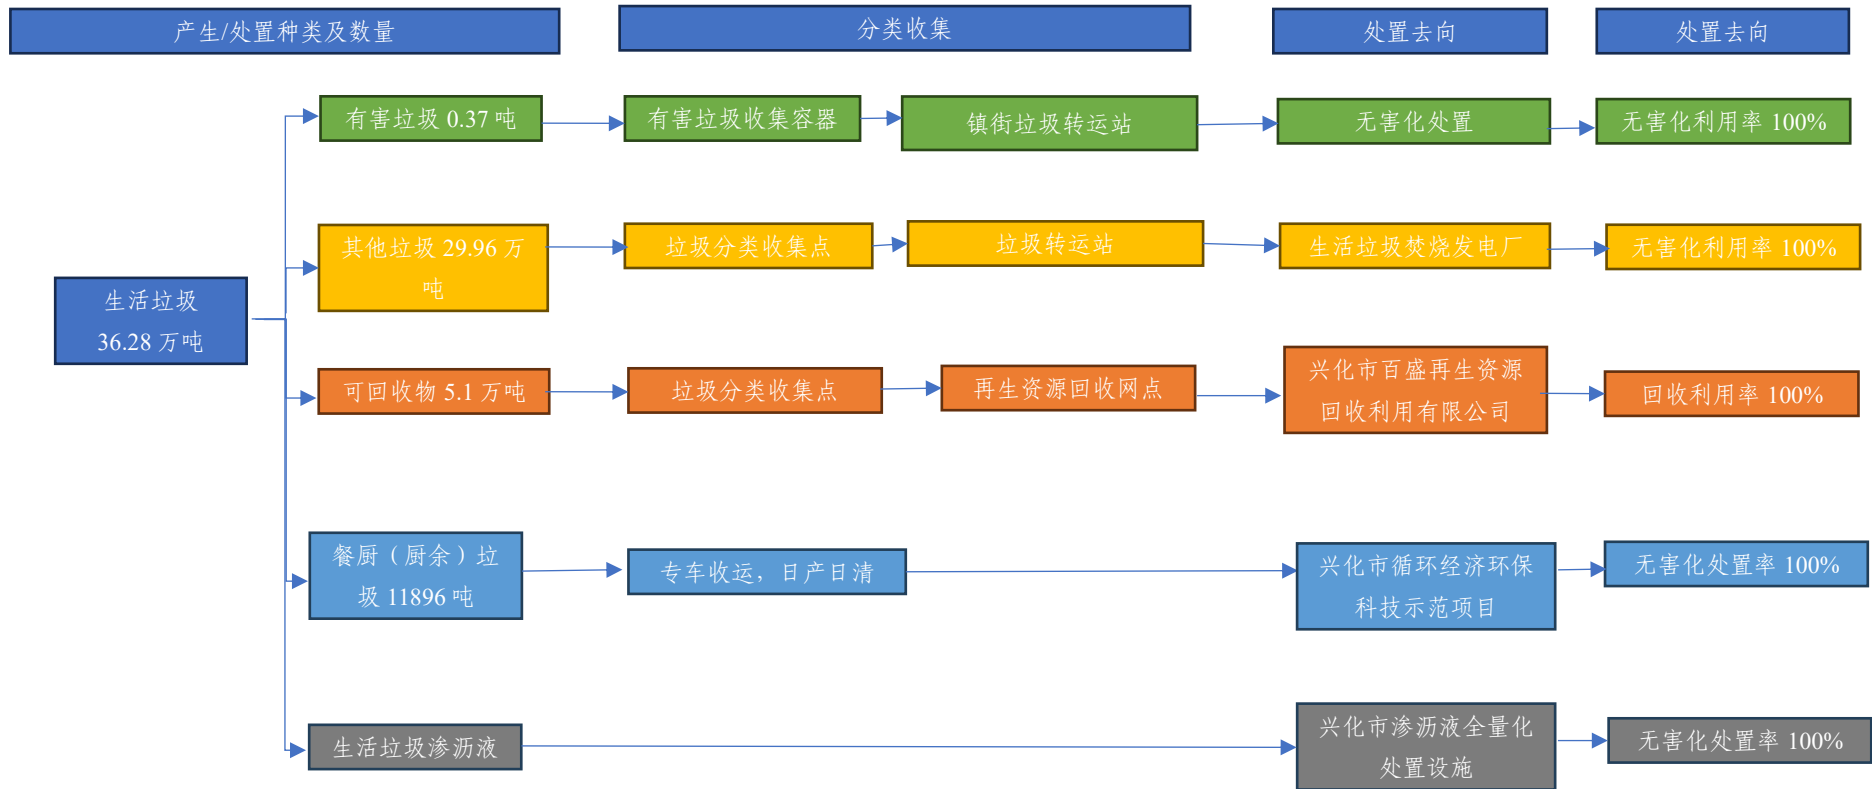 产生/处置种类及数量
分类收集
处置去向
处置去向
有害垃圾 0.37 吨
有害垃圾收集容器
镇街垃圾转运站
无害化处置
无害化利用率 100%
其他垃圾 29.96 万
吨
垃圾分类收集点
垃圾转运站
生活垃圾焚烧发电厂
无害化利用率 100%
生活垃圾
36.28 万吨
可回收物 5.1 万吨
垃圾分类收集点
再生资源回收网点
兴化市百盛再生资源
回收利用有限公司
回收利用率 100%
餐厨（厨余）垃
圾 11896 吨
专车收运，日产日清
兴化市循环经济环保
科技示范项目
无害化处置率 100%
生活垃圾渗沥液
兴化市渗沥液全量化
处置设施
无害化处置率 100%